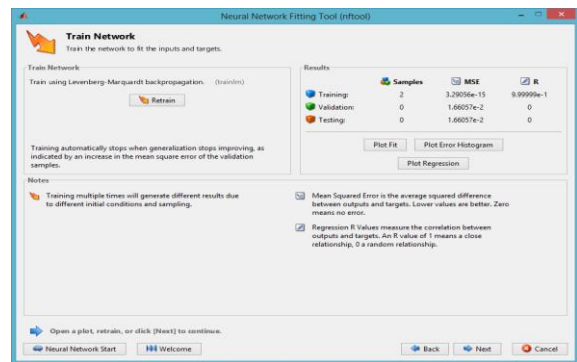 Neural Network Fitting Tool (nftool)
Train Network
Train the network to fit the inputs and targets.
Train Network
Train using Levenberg-Marquardt backpropagation. (trainlm)
Retrain
Training automatically stops when generalization stops improving, as
indicated by an increase in the mean square error of the validation
samples.
Results
Samples MSE R
Training: 2 3.29056e-15 9.99999e-1
Validation: 0 1.66057e-2 0
Testing: 0 1.66057e-2 0
Plot Fit Plot Error Histogram
Plot Regression
Notes
Training multiple times will generate different results due
to different initial conditions and sampling.
Mean Squared Error is the average squared difference
between outputs and targets. Lower values are better. Zero
means no error.
Regression R Values measure the correlation between
outputs and targets. An R value of 1 means a close
relationship, 0 a random relationship.
Open a plot, retrain, or click [Next] to continue.
Neural Network Start Welcome Back Next Cancel